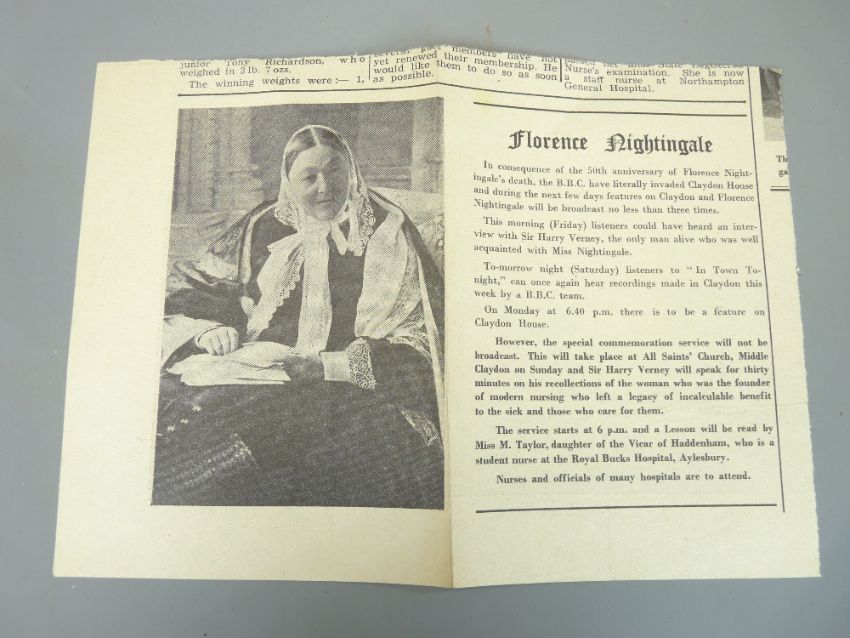 junior Tony Richardson, who
weighed in 3 lb. 7 ozs.
The winning weights were :— 1,
members have not
yet renewed their membership. He
would like them to do so as soon
as possible.
Nurse's examination. She is now
a staff nurse at Northampton
General Hospital.
Florence Nightingale
In consequence of the 50th anniversary of Florence Night-
ingale's death, the B.B.C. have literally invaded Claydon House
and during the next few days features on Claydon and Florence
Nightingale will be broadcast no less than three times.
This morning (Friday) listeners could have heard an inter-
view with Sir Harry Verney, the only man alive who was well
acquainted with Miss Nightingale.
To-morrow night (Saturday) listeners to "In Town To-
night," can once again hear recordings made in Claydon this
week by a B.B.C. team.
On Monday at 6.40 p.m. there is to be a feature on
Claydon House.
However, the special commemoration service will not be
broadcast. This will take place at All Saints' Church, Middle
Claydon on Sunday and Sir Harry Verney will speak for thirty
minutes on his recollections of the woman who was the founder
of modern nursing who left a legacy of incalculable benefit
to the sick and those who care for them.
The service starts at 6 p.m. and a Lesson will be read by
Miss M. Taylor, daughter of the Vicar of Haddenham, who is a
student nurse at the Royal Bucks Hospital, Aylesbury.
Nurses and officials of many hospitals are to attend.
Th
ga